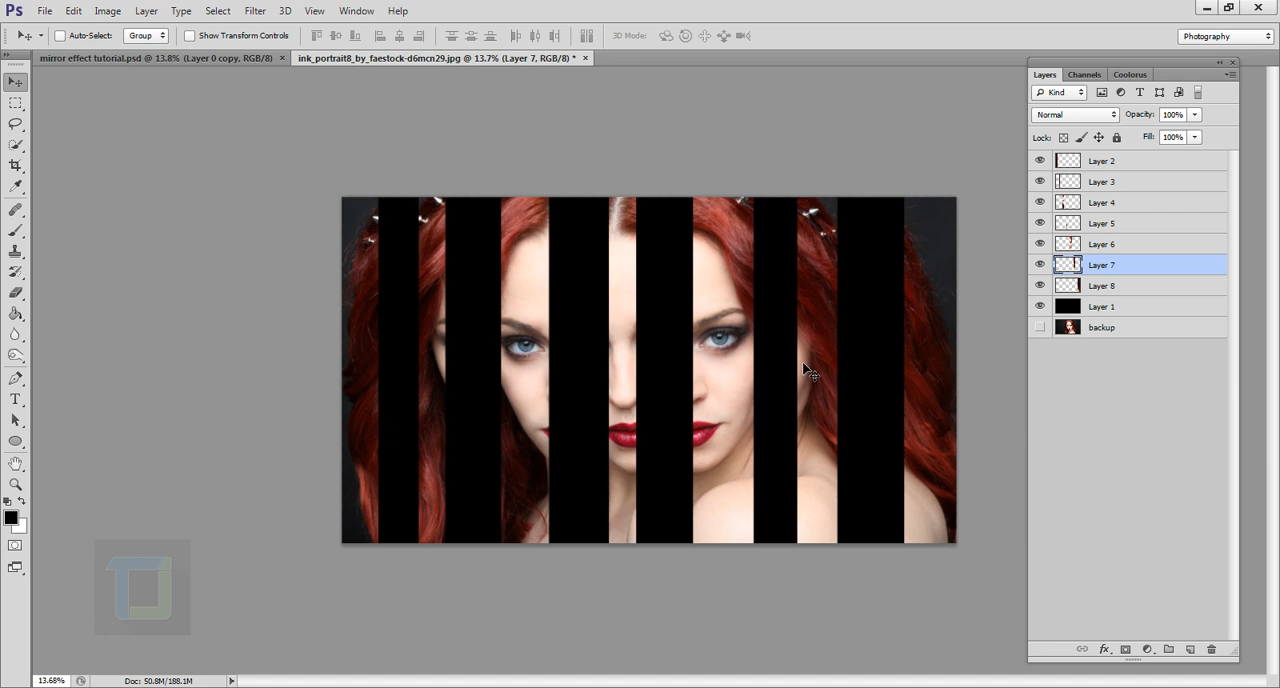 Ps File Edit Image Layer Type Select Filter 3D View Window Help
Auto-Select: Group Show Transform Controls 3D Mode: Photography
mirror effect tutorial.psd @ 13.8% (Layer 0 copy, RGB/8) × ink_portrait8_by_faestock-d6mcn29.jpg @ 13.7% (Layer 7, RGB/8) * ×
Layers Channels Coolorus
Kind
Normal Opacity: 100%
Lock: Fill: 100%
Layer 2
Layer 3
Layer 4
Layer 5
Layer 6
Layer 7
Layer 8
Layer 1
backup
TJ
fx
13.68% Doc: 50.8M/188.1M